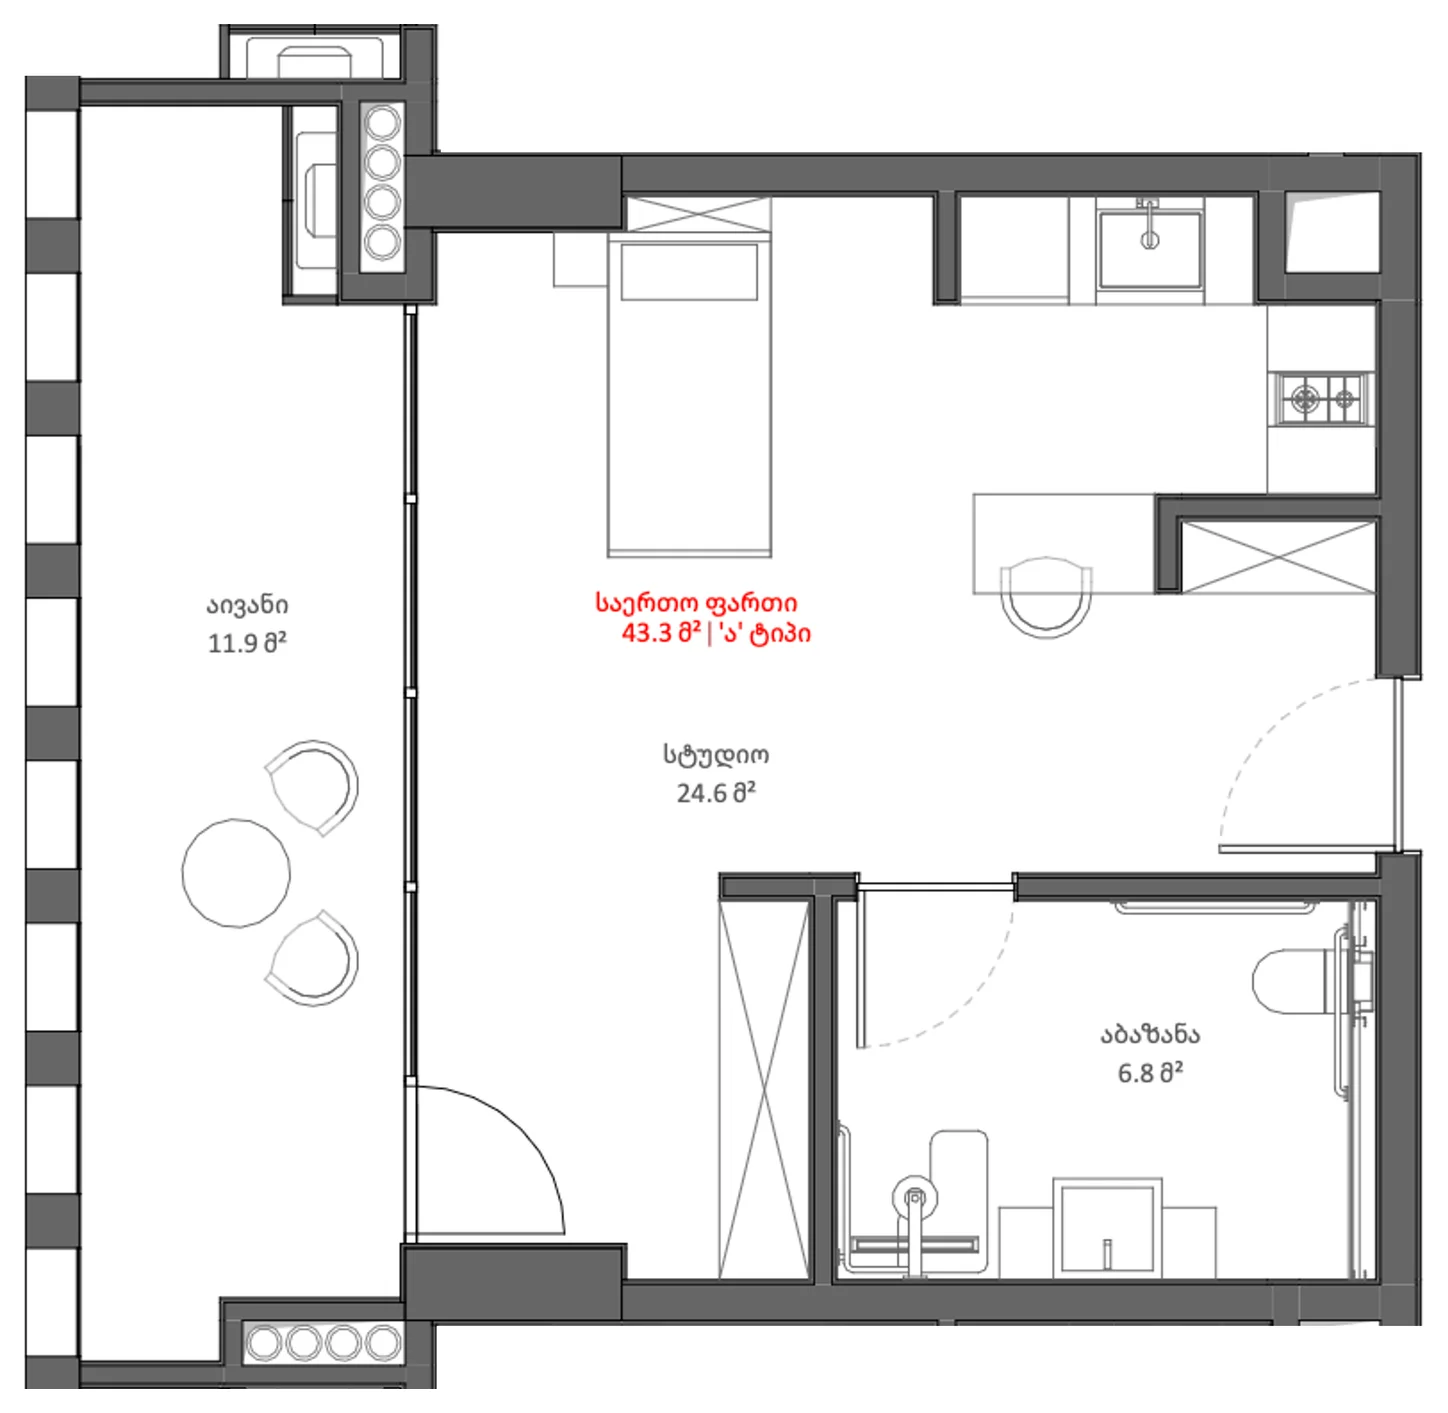 აივანი
11.9 მ²
საერთო ფართი
43.3 მ² | 'ა' ტიპი
სტუდიო
24.6 მ²
აბაზანა
6.8 მ²